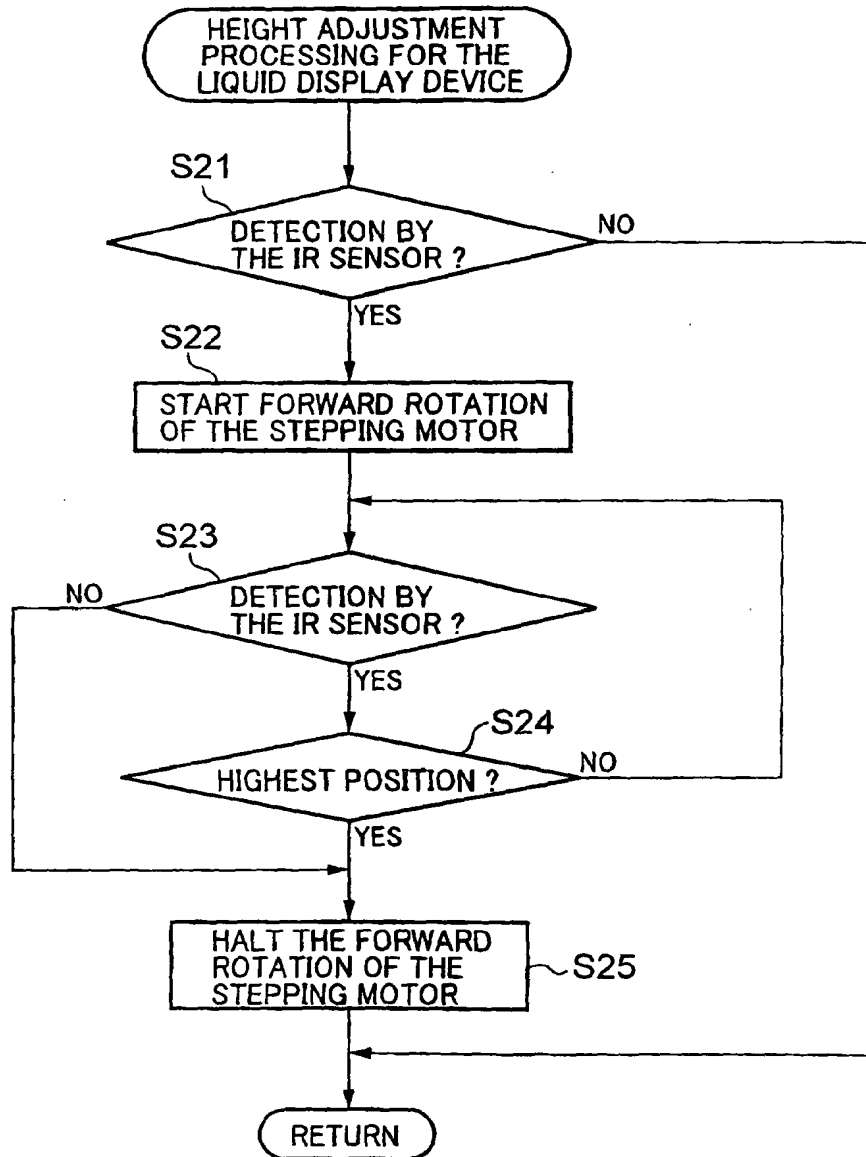 HEIGHT ADJUSTMENT
PROCESSING FOR THE
LIQUID DISPLAY DEVICE
S21
DETECTION BY
THE IR SENSOR ?
NO
YES
S22
START FORWARD ROTATION
OF THE STEPPING MOTOR
S23
NO
DETECTION BY
THE IR SENSOR ?
YES
S24
HIGHEST POSITION ?
NO
YES
HALT THE FORWARD
ROTATION OF THE
STEPPING MOTOR
S25
RETURN